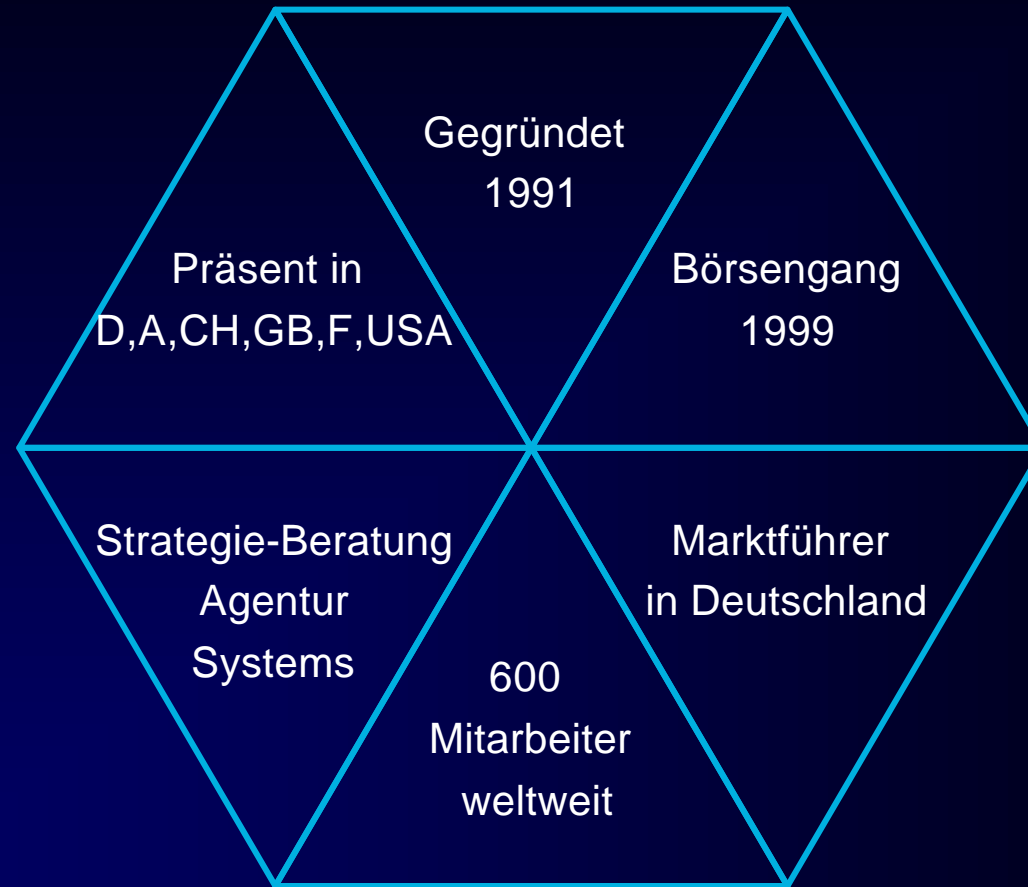 Gegründet
1991
Präsent in
D,A,CH,GB,F,USA
Börsengang
1999
Strategie-Beratung
Agentur
Systems
Marktführer
in Deutschland
600
Mitarbeiter
weltweit